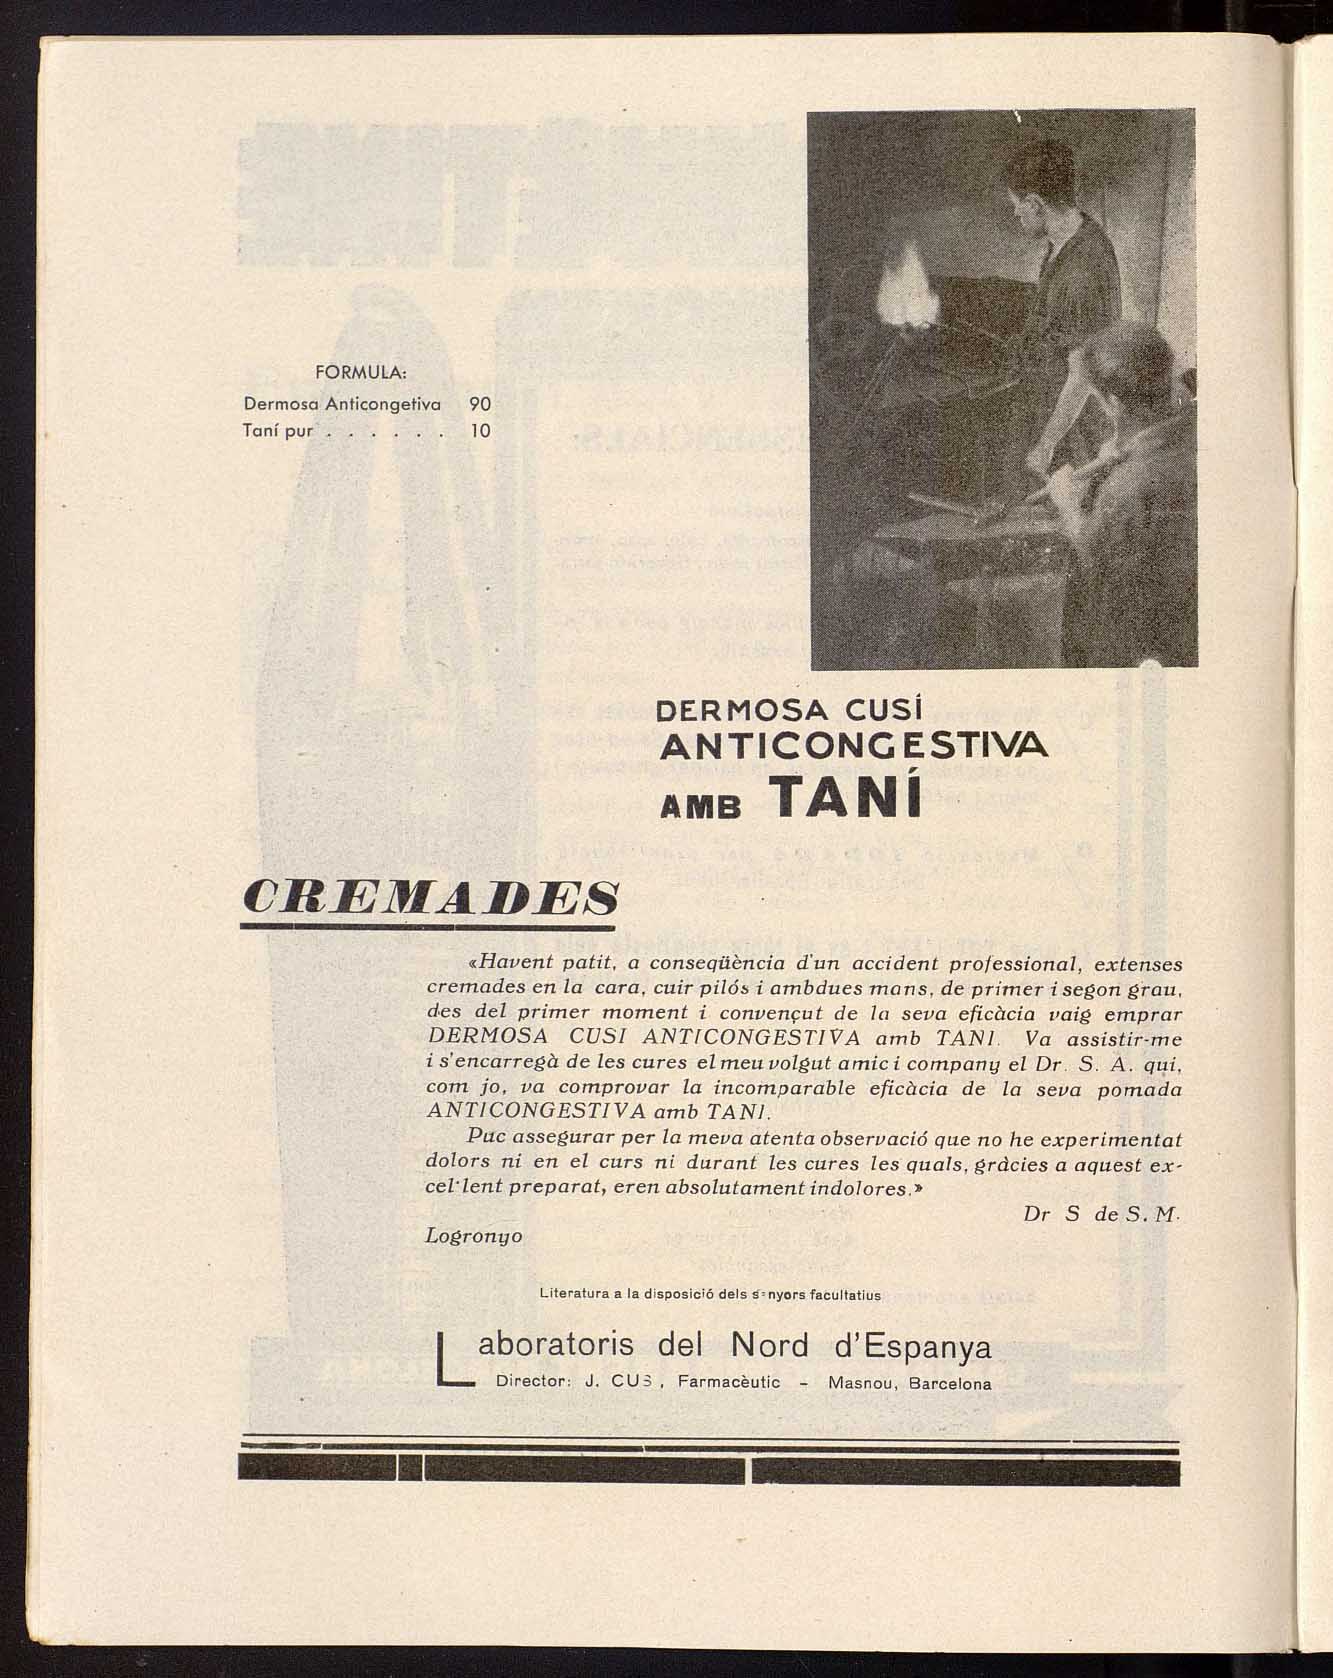 FORMULA:
Dermosa Anticongetiva 90
Taní pur . . . . . . 10
DERMOSA CUSÍ
ANTICONGESTIVA
AMB TANÍ
CREMADES
«Havent patit, a conseqüència d'un accident professional, extenses
cremades en la cara, cuir pilós i ambdues mans, de primer i segon grau,
des del primer moment i convençut de la seva eficàcia vaig emprar
DERMOSA CUSI ANTICONGESTIVA amb TANI. Va assistir-me
i s'encarregà de les cures el meu volgut amic i company el Dr. S. A. qui,
com jo, va comprovar la incomparable eficàcia de la seva pomada
ANTICONGESTIVA amb TANI.
Puc assegurar per la meva atenta observació que no he experimentat
dolors ni en el curs ni durant les cures les quals, gràcies a aquest ex-
cel·lent preparat, eren absolutament indolores.»
Dr S de S. M.
Logronyo
Literatura a la disposició dels senyors facultatius
Laboratoris del Nord d'Espanya
Director: J. CUSÍ, Farmacèutic - Masnou, Barcelona